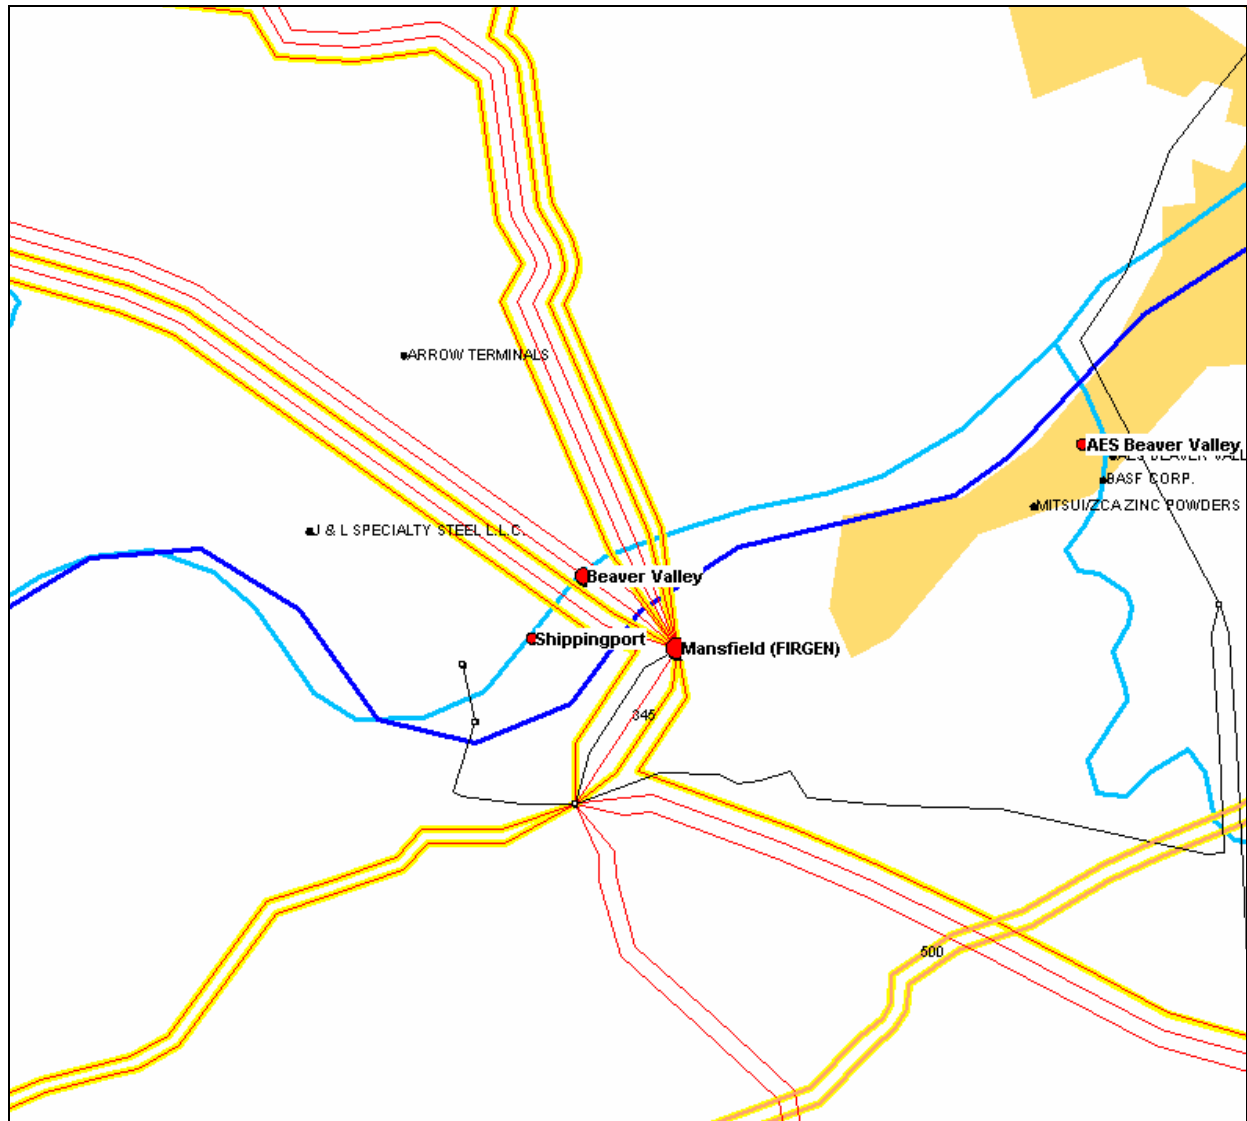 ARROW TERMINALS
AES Beaver Valley
BASF CORP.
MITSUI/ZCA ZINC POWDERS
J & L SPECIALTY STEEL L.L.C.
Beaver Valley
Shippingport
Mansfield (FIRGEN)
345
500